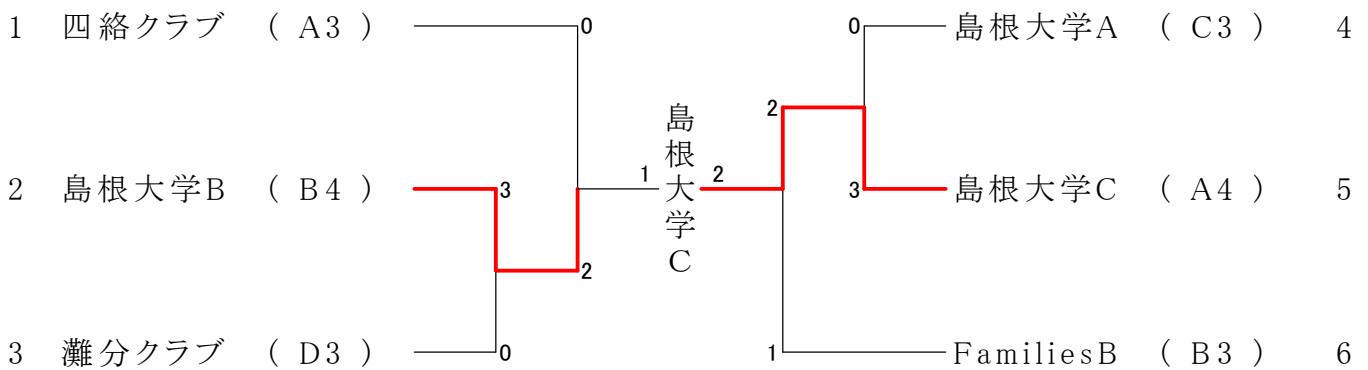 1 四絡クラブ ( A3 ) 0
0 島根大学A ( C3 ) 4
2
島根大学C
1 2
2 島根大学B ( B4 ) 3
3 島根大学C ( A4 ) 5
2
3 灘分クラブ ( D3 ) 0
1 FamiliesB ( B3 ) 6